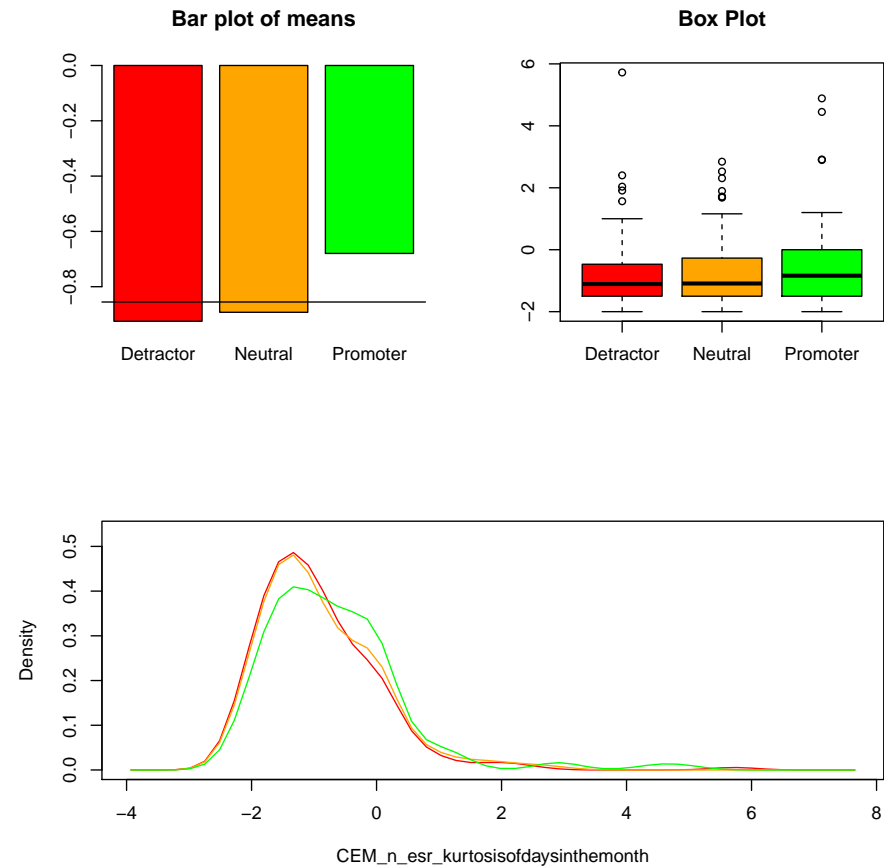 Bar plot of means
0.0
−0.2
−0.4
−0.6
−0.8
Detractor Neutral Promoter
Box Plot
6
4
2
0
−2
Detractor Neutral Promoter
Density
0.5
0.4
0.3
0.2
0.1
0.0
−4 −2 0 2 4 6 8
CEM_n_esr_kurtosisofdaysinthemonth